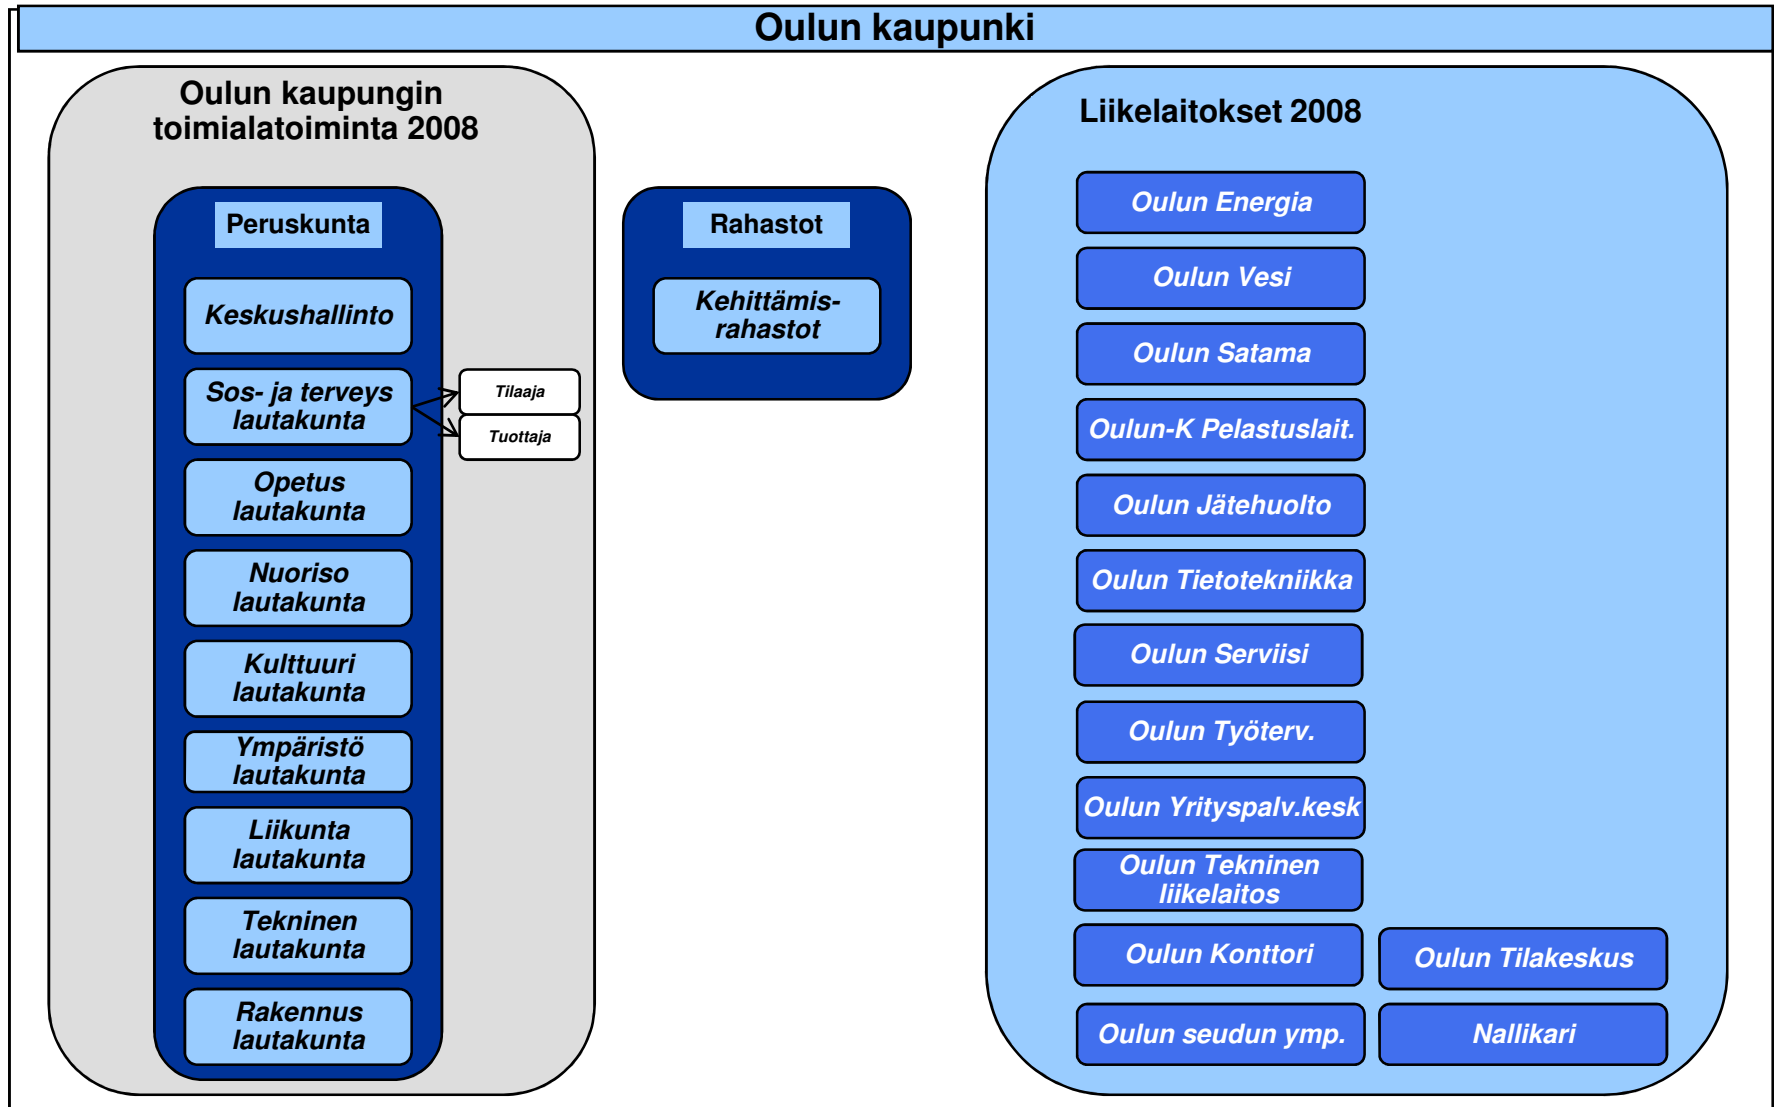 Oulun kaupunki
Oulun kaupungin
toimialatoiminta 2008
Peruskunta
Keskushallinto
Sos- ja terveys
lautakunta
Tilaaja
Tuottaja
Opetus
lautakunta
Nuoriso
lautakunta
Kulttuuri
lautakunta
Ympäristö
lautakunta
Liikunta
lautakunta
Tekninen
lautakunta
Rakennus
lautakunta
Rahastot
Kehittämis-
rahastot
Liikelaitokset 2008
Oulun Energia
Oulun Vesi
Oulun Satama
Oulun-K Pelastuslait.
Oulun Jätehuolto
Oulun Tietotekniikka
Oulun Serviisi
Oulun Työterv.
Oulun Yrityspalv.kesk
Oulun Tekninen
liikelaitos
Oulun Konttori
Oulun Tilakeskus
Oulun seudun ymp.
Nallikari